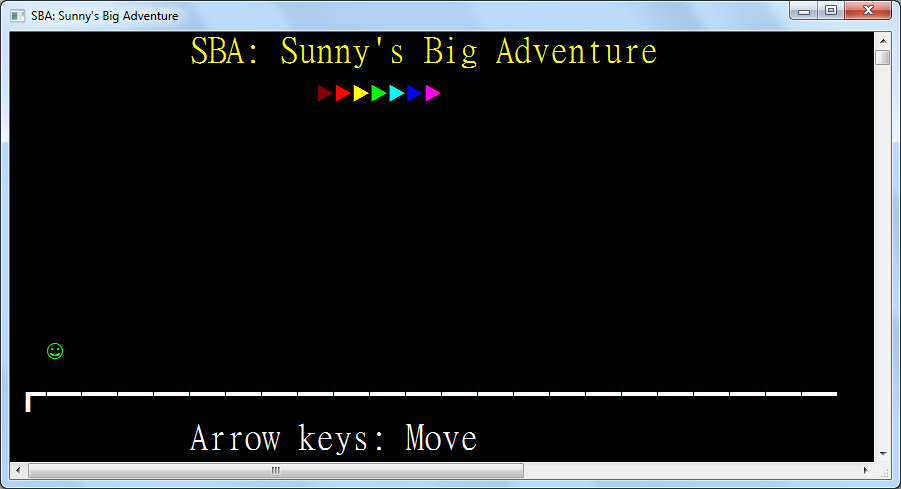 SBA: Sunny's Big Adventure
SBA: Sunny's Big Adventure
Arrow keys: Move